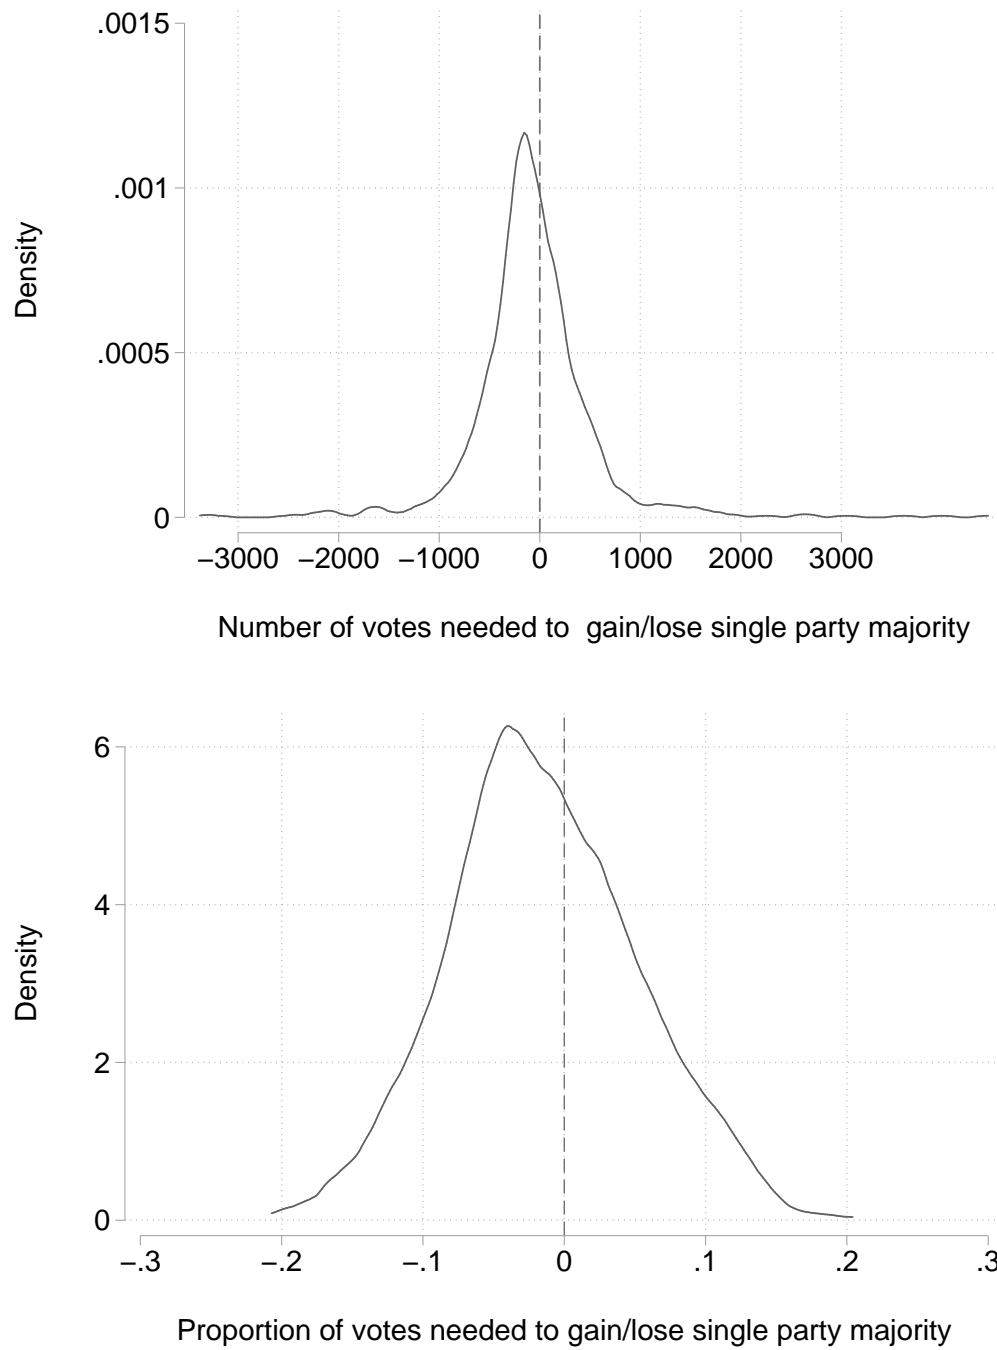 .0015
.001
.0005
0
Density
−3000 −2000 −1000 0 1000 2000 3000
Number of votes needed to  gain/lose single party majority
6
4
2
0
Density
−.3 −.2 −.1 0 .1 .2 .3
Proportion of votes needed to gain/lose single party majority